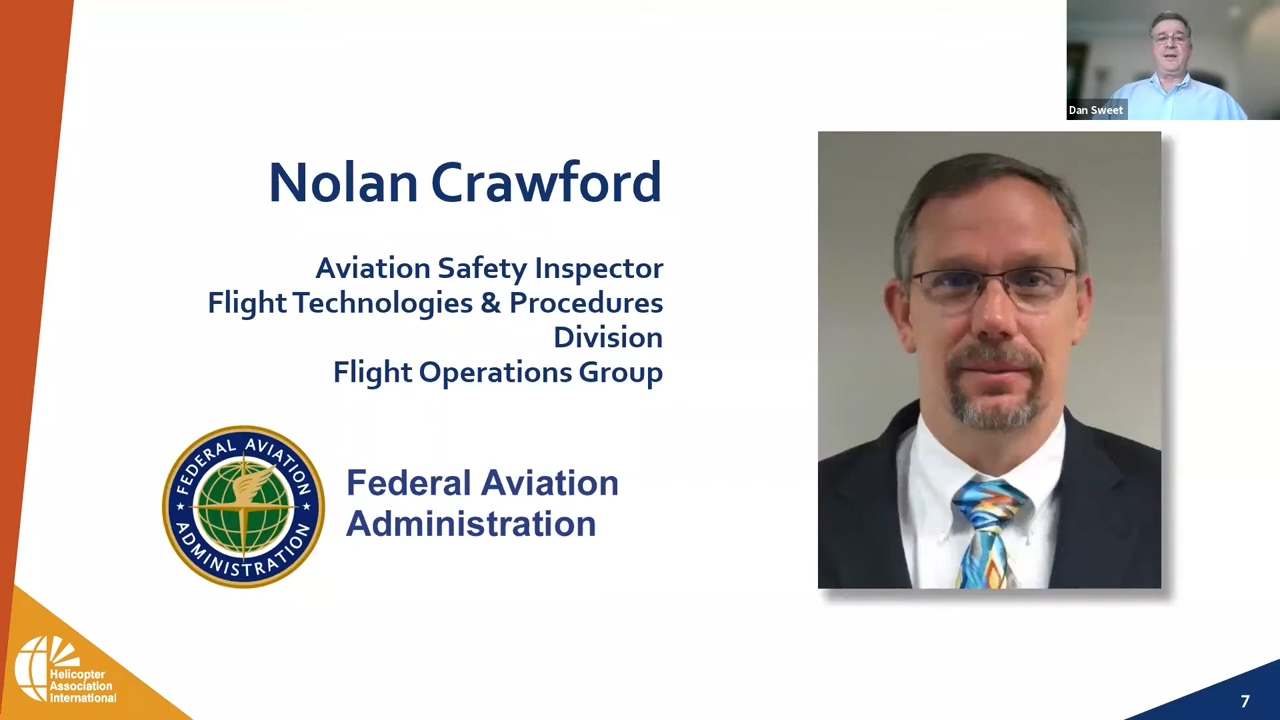 Dan Sweet
Nolan Crawford
Aviation Safety Inspector
Flight Technologies & Procedures
Division
Flight Operations Group
FEDERAL AVIATION
ADMINISTRATION
Federal Aviation
Administration
Helicopter
Association
International
7